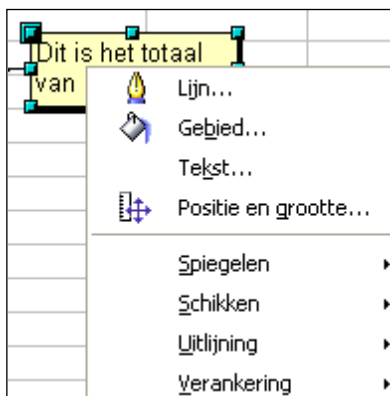 Dit is het totaal
van
Lijn...
Gebied...
Tekst...
Positie en grootte...
Spiegelen
Schikken
Uitlijning
Verankering